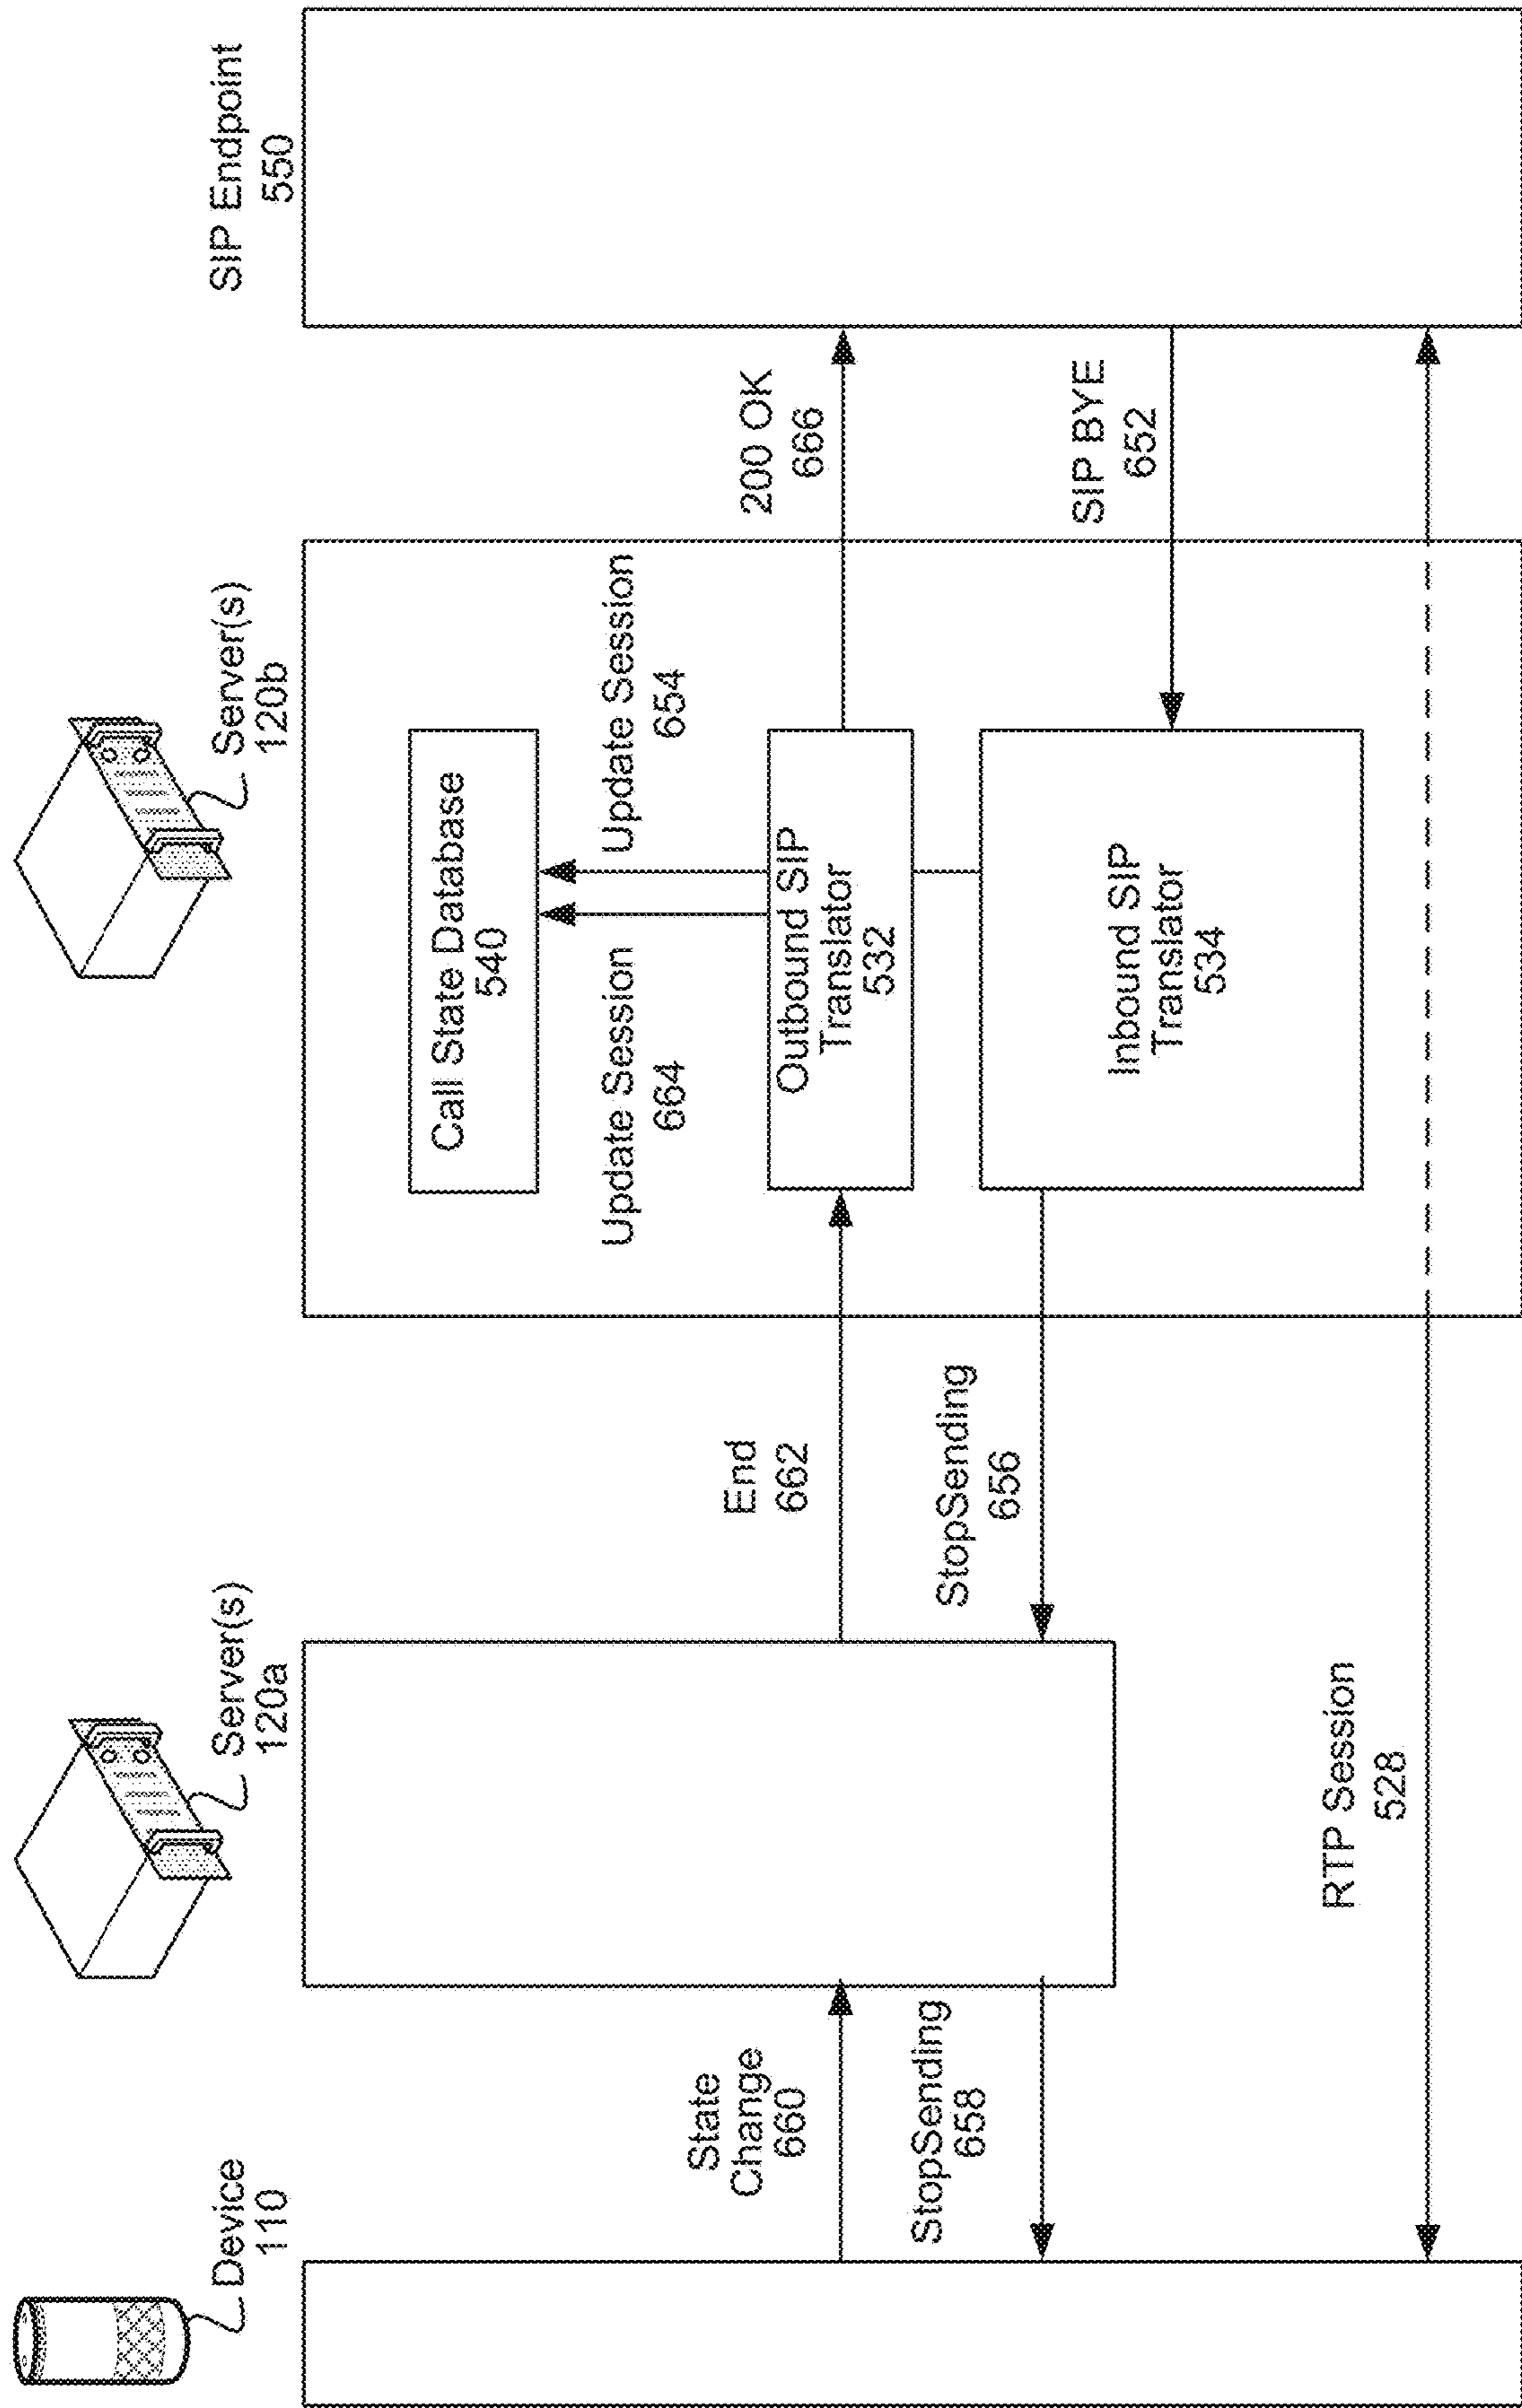 Device
110
Server(s)
120a
Server(s)
120b
SIP Endpoint
550
Call State Database
540
Update Session
664
Update Session
654
State
Change
660
End
662
Outbound SIP
Translator
532
200 OK
666
StopSending
658
StopSending
656
Inbound SIP
Translator
534
SIP BYE
652
RTP Session
528